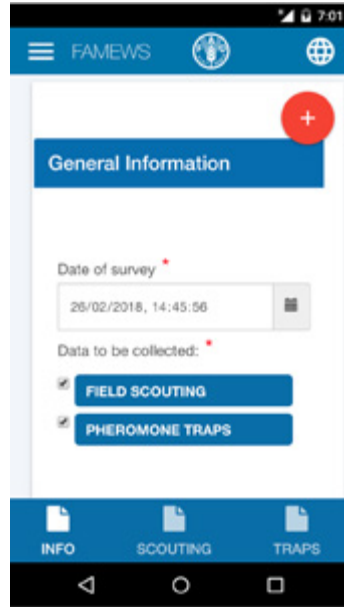 7:01
FAMEWS
+
General Information
Date of survey *
26/02/2018, 14:45:56
Data to be collected: *
FIELD SCOUTING
PHEROMONE TRAPS
INFO SCOUTING TRAPS